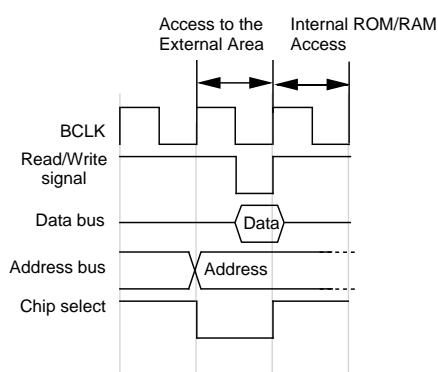 Access to the
External Area
Internal ROM/RAM
Access
BCLK
Read/Write
signal
Data bus
Data
Address bus
Address
Chip select